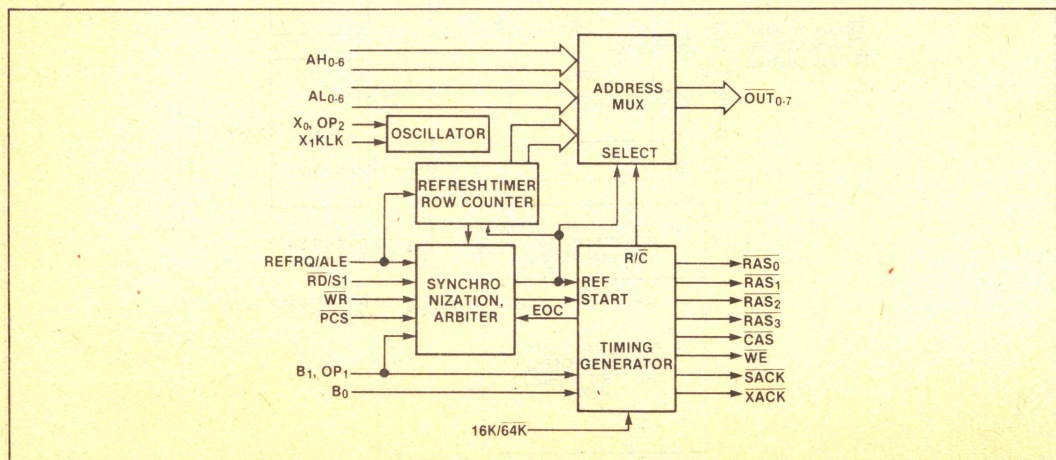 AH0-6
AL0-6
X0, OP2
X1KLK
OSCILLATOR
ADDRESS
MUX
SELECT
OUT0-7
REFRESH TIMER
ROW COUNTER
REFRQ/ALE
RD/S1
WR
PCS
B1, OP1
B0
SYNCHRO
NIZATION,
ARBITER
EOC
R/C
REF
START
TIMING
GENERATOR
RAS0
RAS1
RAS2
RAS3
CAS
WE
SACK
XACK
16K/64K